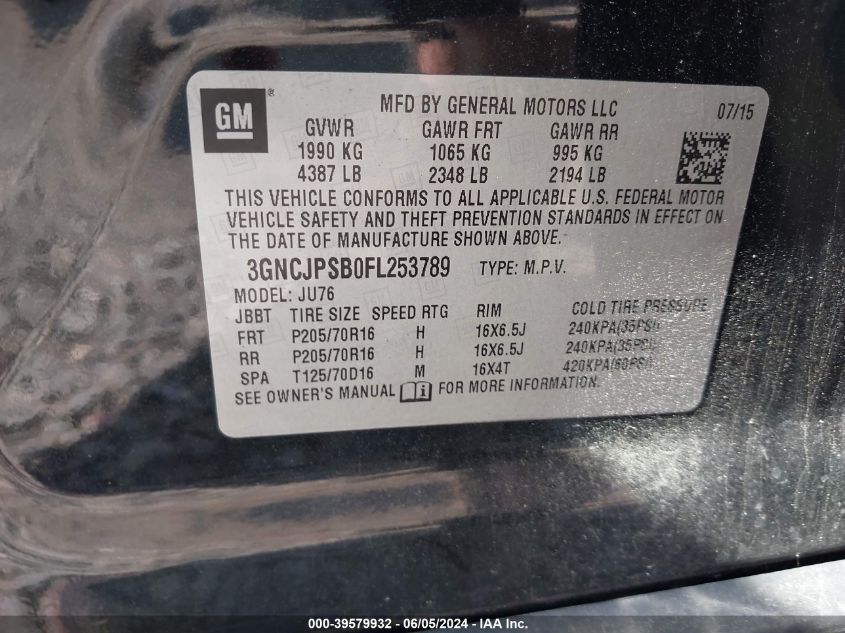 GM ®
MFD BY GENERAL MOTORS LLC 07/15
GVWR GAWR FRT GAWR RR
1990 KG 1065 KG 995 KG
4387 LB 2348 LB 2194 LB
THIS VEHICLE CONFORMS TO ALL APPLICABLE U.S. FEDERAL MOTOR
VEHICLE SAFETY AND THEFT PREVENTION STANDARDS IN EFFECT ON
THE DATE OF MANUFACTURE SHOWN ABOVE.
3GNCJPSB0FL253789 TYPE: M.P.V.
MODEL: JU76
JBBT TIRE SIZE SPEED RTG RIM COLD TIRE PRESSURE
FRT P205/70R16 H 16X6.5J 240KPA(35PSI)
RR P205/70R16 H 16X6.5J 240KPA(35PSI)
SPA T125/70D16 M 16X4T 420KPA(60PSI)
SEE OWNER'S MANUAL FOR MORE INFORMATION.
000-39579932 - 06/05/2024 - IAAI.com